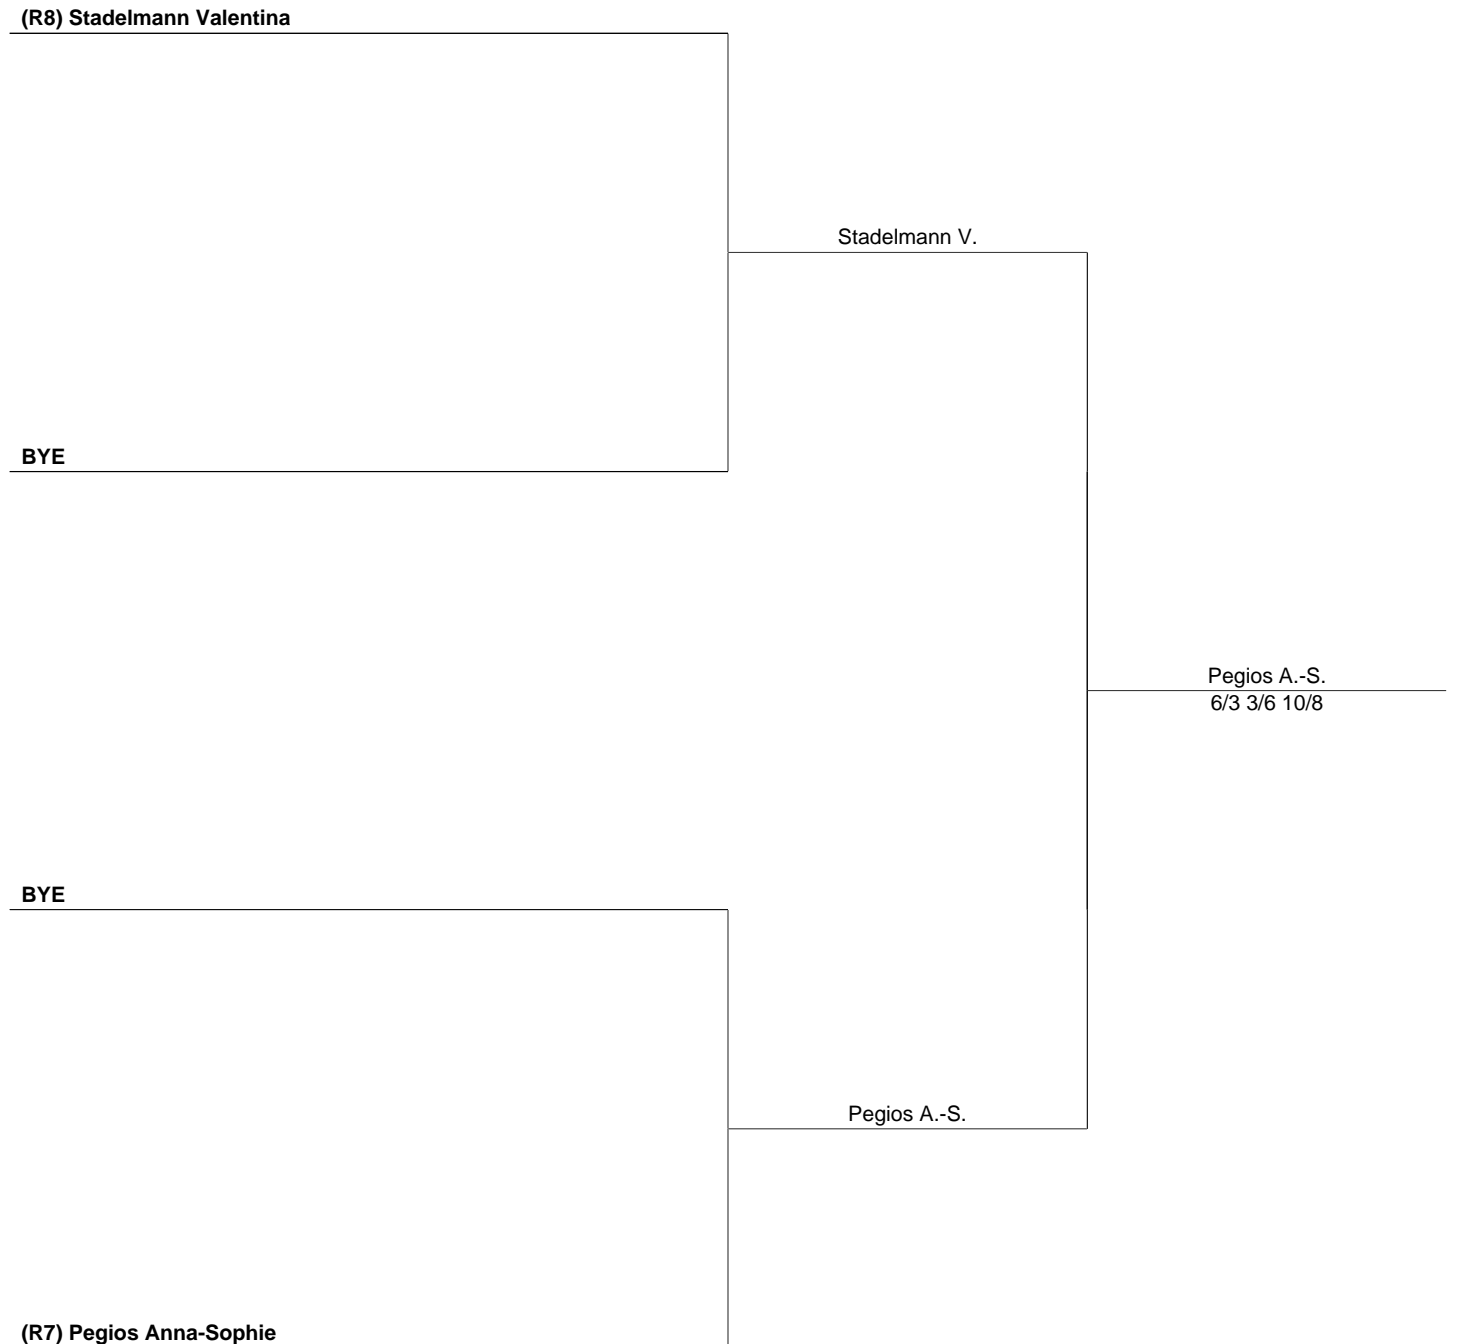 (R8) Stadelmann Valentina
Stadelmann V.
BYE
Pegios A.-S.
6/3 3/6 10/8
BYE
Pegios A.-S.
(R7) Pegios Anna-Sophie